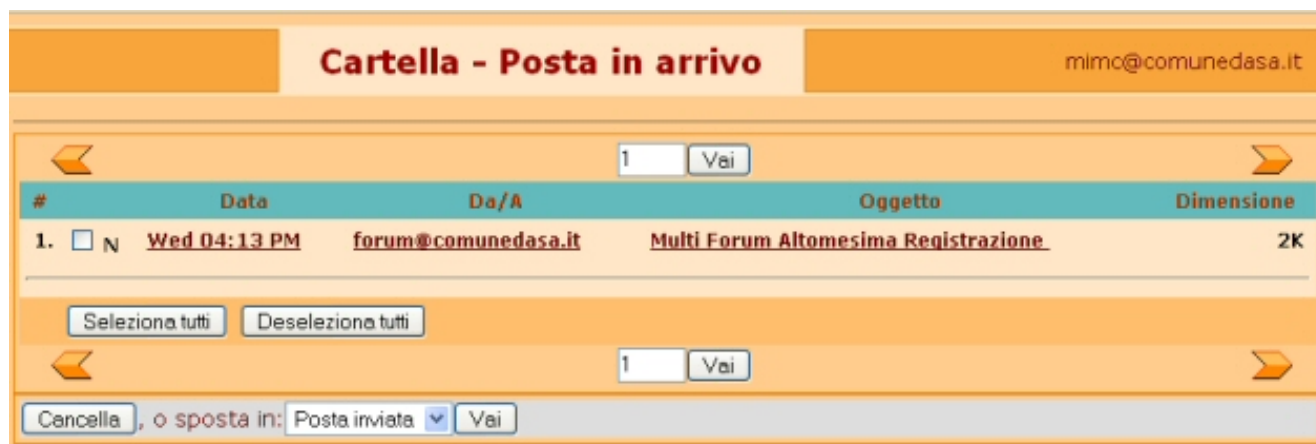 Cartella - Posta in arrivo mimc@comunedasa.it
1 Vai
# Data Da/A Oggetto Dimensione
1. N Wed 04:13 PM forum@comunedasa.it Multi Forum Altomesima Registrazione 2K
Seleziona tutti Deseleziona tutti
1 Vai
Cancella , o sposta in: Posta inviata Vai